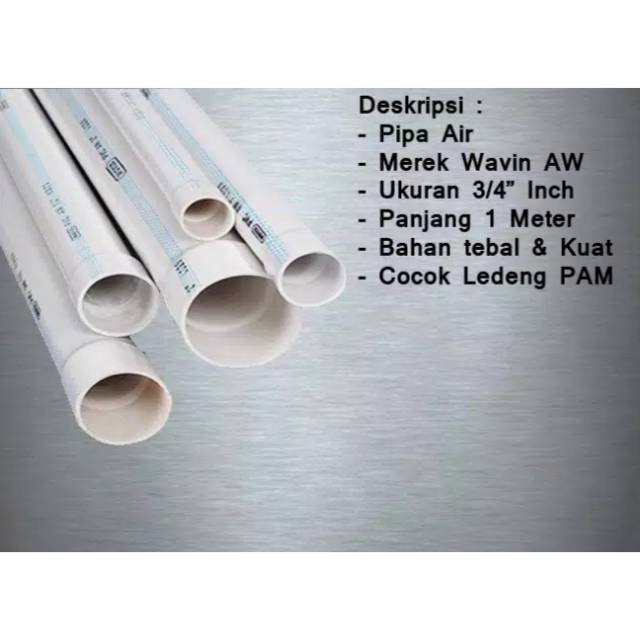 Deskripsi :
- Pipa Air
- Merek Wavin AW
- Ukuran 3/4” Inch
- Panjang 1 Meter
- Bahan tebal & Kuat
- Cocok Ledeng PAM